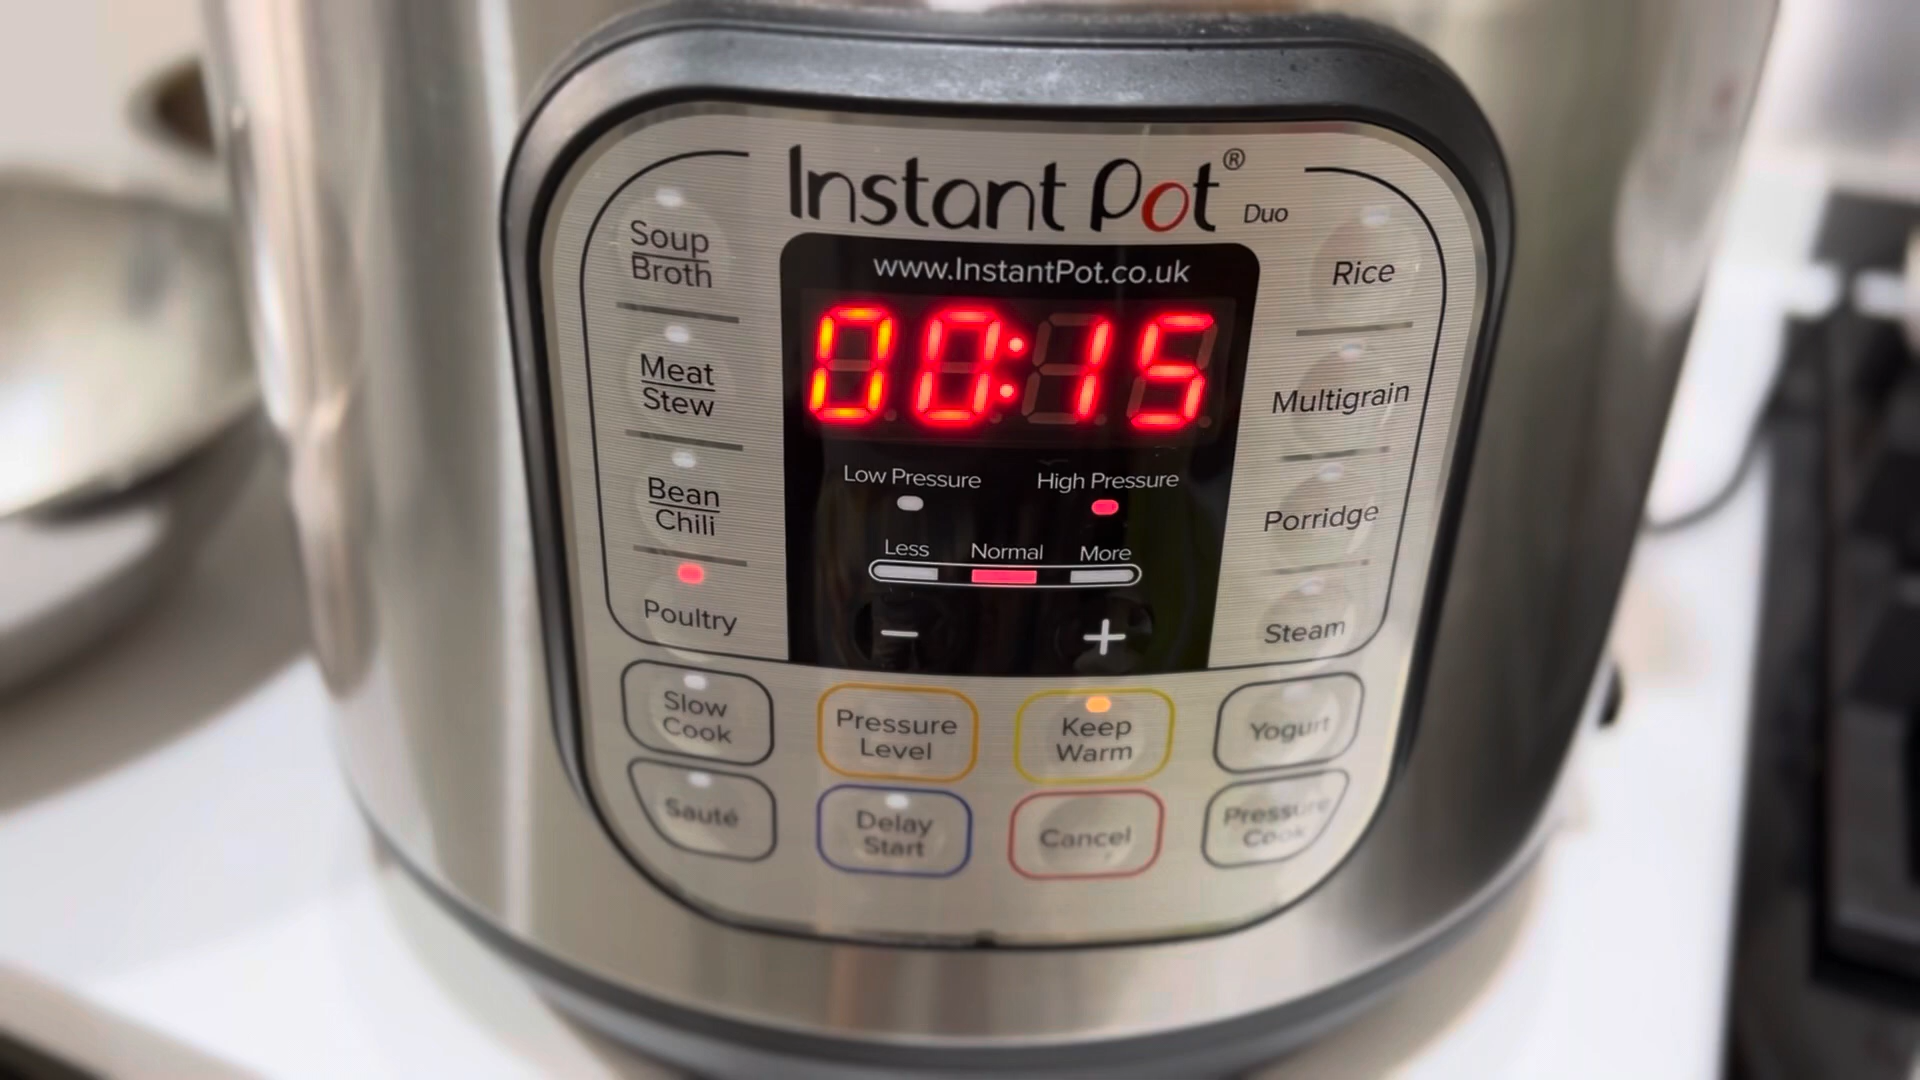 Instant Pot®
Duo
www.InstantPot.co.uk
00:15
Low Pressure
High Pressure
Less
Normal
More
−
+
Soup
Broth
Meat
Stew
Bean
Chili
Poultry
Rice
Multigrain
Porridge
Steam
Slow
Cook
Pressure
Level
Keep
Warm
Yogurt
Sauté
Delay
Start
Cancel
Pressure
Cook